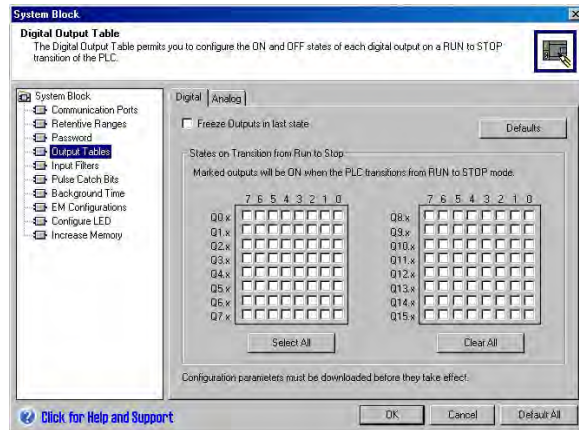 System Block
Digital Output Table
The Digital Output Table permits you to configure the ON and OFF states of each digital output on a RUN to STOP
transition of the PLC.
System Block
Communication Ports
Retentive Ranges
Password
Output Tables
Input Filters
Pulse Catch Bits
Background Time
EM Configurations
Configure LED
Increase Memory
Digital
Analog
Freeze Outputs in last state
Defaults
States on Transition from Run to Stop
Marked outputs will be ON when the PLC transitions from RUN to STOP mode.
7 6 5 4 3 2 1 0
Q0.x
Q1.x
Q2.x
Q3.x
Q4.x
Q5.x
Q6.x
Q7.x
7 6 5 4 3 2 1 0
Q8.x
Q9.x
Q10.x
Q11.x
Q12.x
Q13.x
Q14.x
Q15.x
Select All
Clear All
Configuration parameters must be downloaded before they take effect.
Click for Help and Support
OK
Cancel
Default All